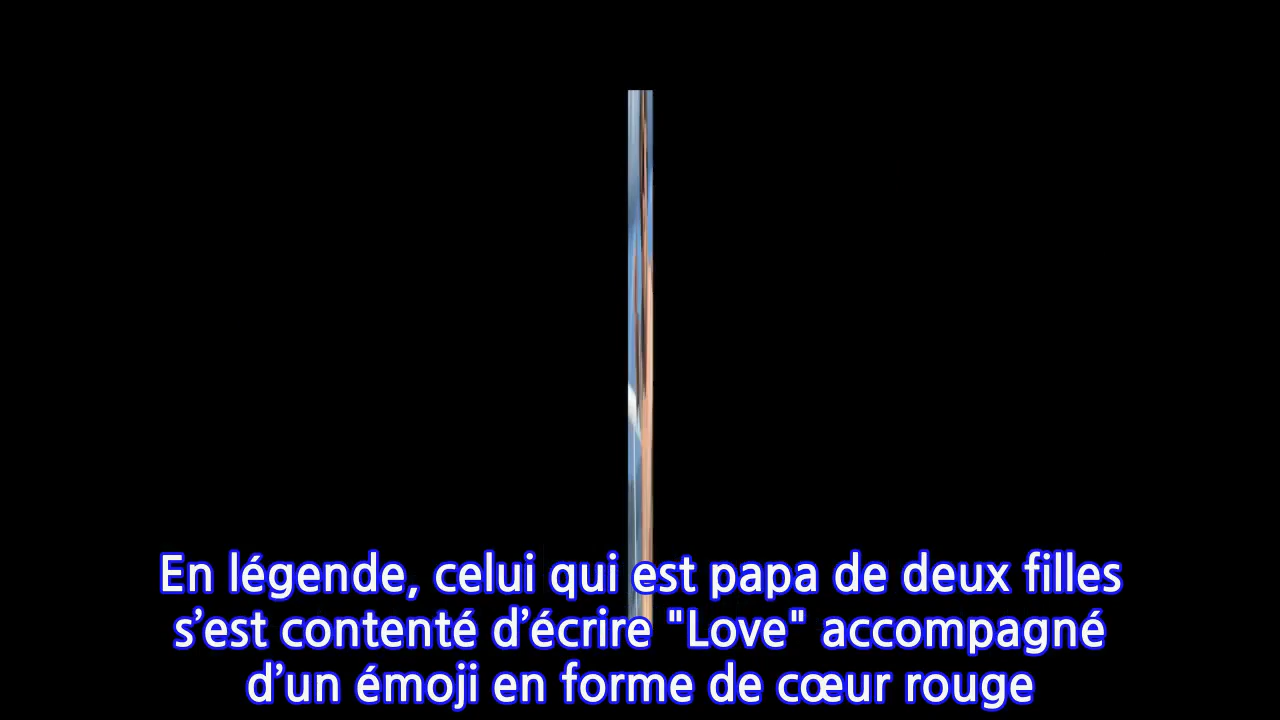 En légende, celui qui est papa de deux filles
s’est contenté d’écrire "Love" accompagné
d’un émoji en forme de cœur rouge